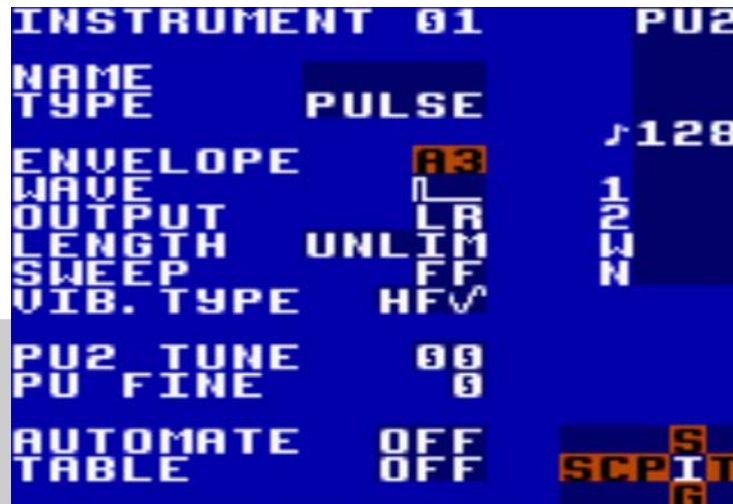 INSTRUMENT 01 PU2
NAME
TYPE PULSE
♪128
ENVELOPE A3
WAVE 1
OUTPUT LR 2
LENGTH UNLIM W
SWEEP FF N
VIB. TYPE HF
PU2 TUNE 00
PU FINE 0
AUTOMATE OFF S
TABLE OFF SCPIT
G